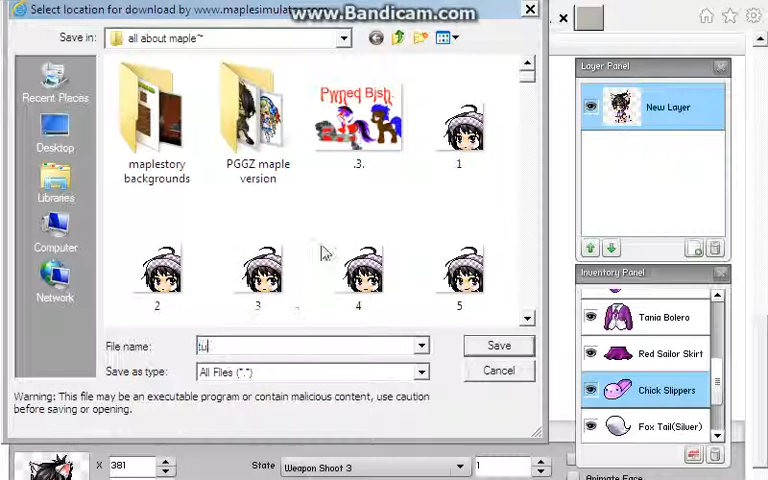 Select location for download by www.maplesimulat
www.Bandicam.com
Save in:
all about maple~
Recent Places
Desktop
Libraries
Computer
Network
maplestory
backgrounds
PGGZ maple
version
Pwned Bish.
.3.
1
2
3
4
5
File name:
tu
Save
Save as type:
All Files (*.*)
Cancel
Warning: This file may be an executable program or contain malicious content, use caution
before saving or opening.
Layer Panel
New Layer
Inventory Panel
Tania Bolero
Red Sailor Skirt
Chick Slippers
Fox Tail(Silver)
X
381
State
Weapon Shoot 3
1
Animate Face